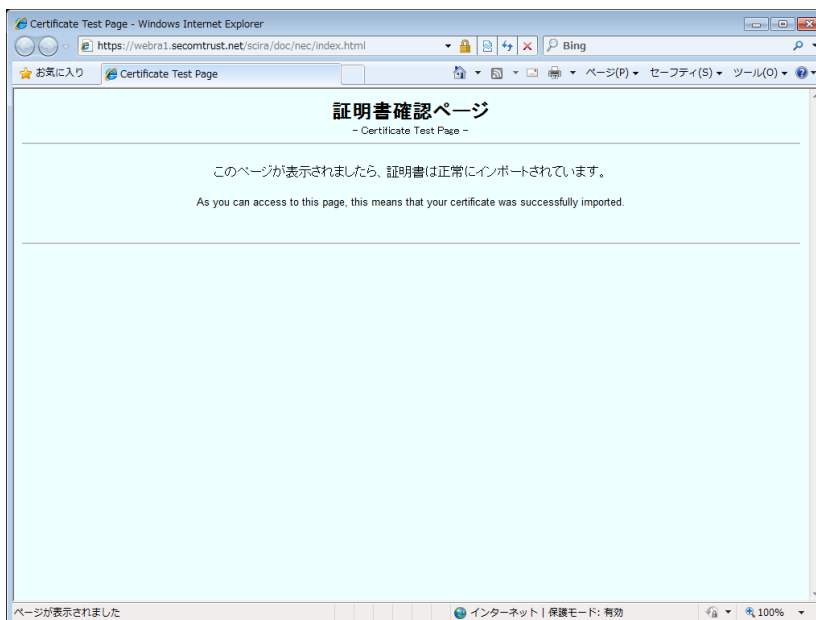 Certificate Test Page - Windows Internet Explorer
https://webra1.secomtrust.net/scira/doc/nec/index.html
Bing
お気に入り
Certificate Test Page
ページ(P)
セーフティ(S)
ツール(O)
証明書確認ページ
- Certificate Test Page -
このページが表示されましたら、証明書は正常にインポートされています。
As you can access to this page, this means that your certificate was successfully imported.
ページが表示されました
インターネット | 保護モード: 有効
100%